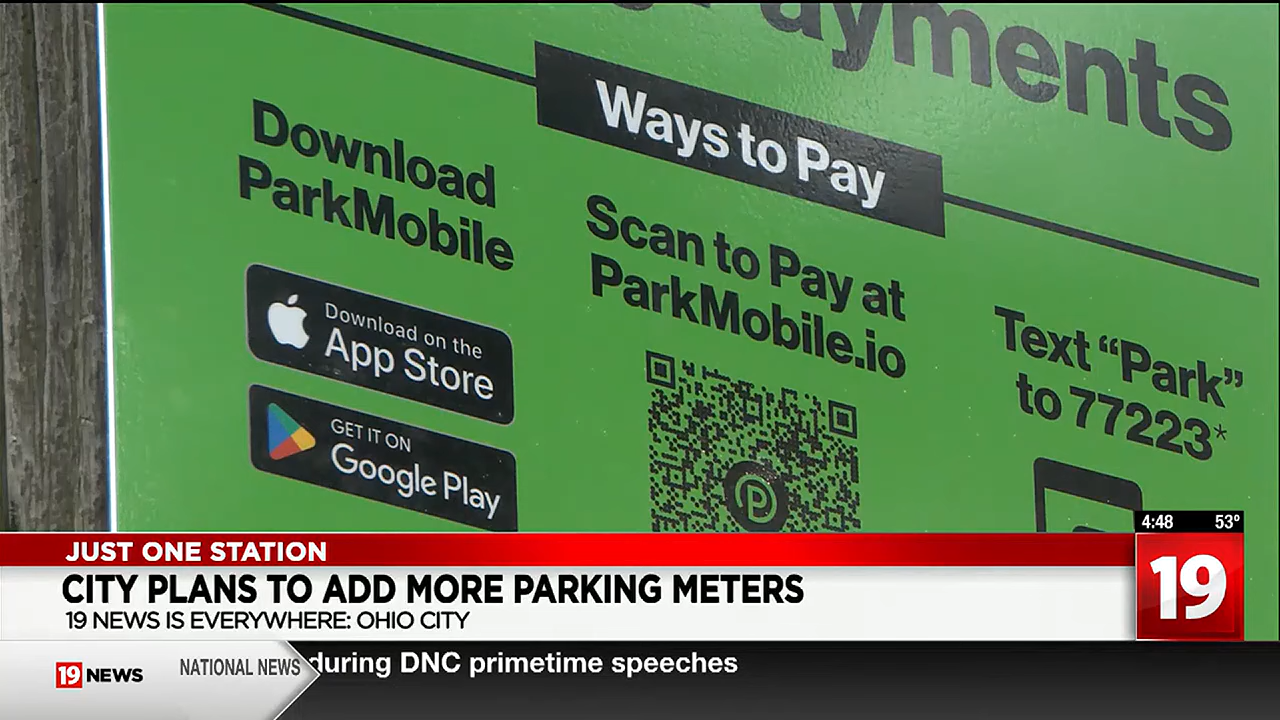 Payments
Ways to Pay
Download
ParkMobile
Download on the
App Store
GET IT ON
Google Play
Scan to Pay at
ParkMobile.io
P
Text “Park”
to 77223*
4:48 53°
JUST ONE STATION
CITY PLANS TO ADD MORE PARKING METERS
19 NEWS IS EVERYWHERE: OHIO CITY
19
19 NEWS
NATIONAL NEWS
during DNC primetime speeches